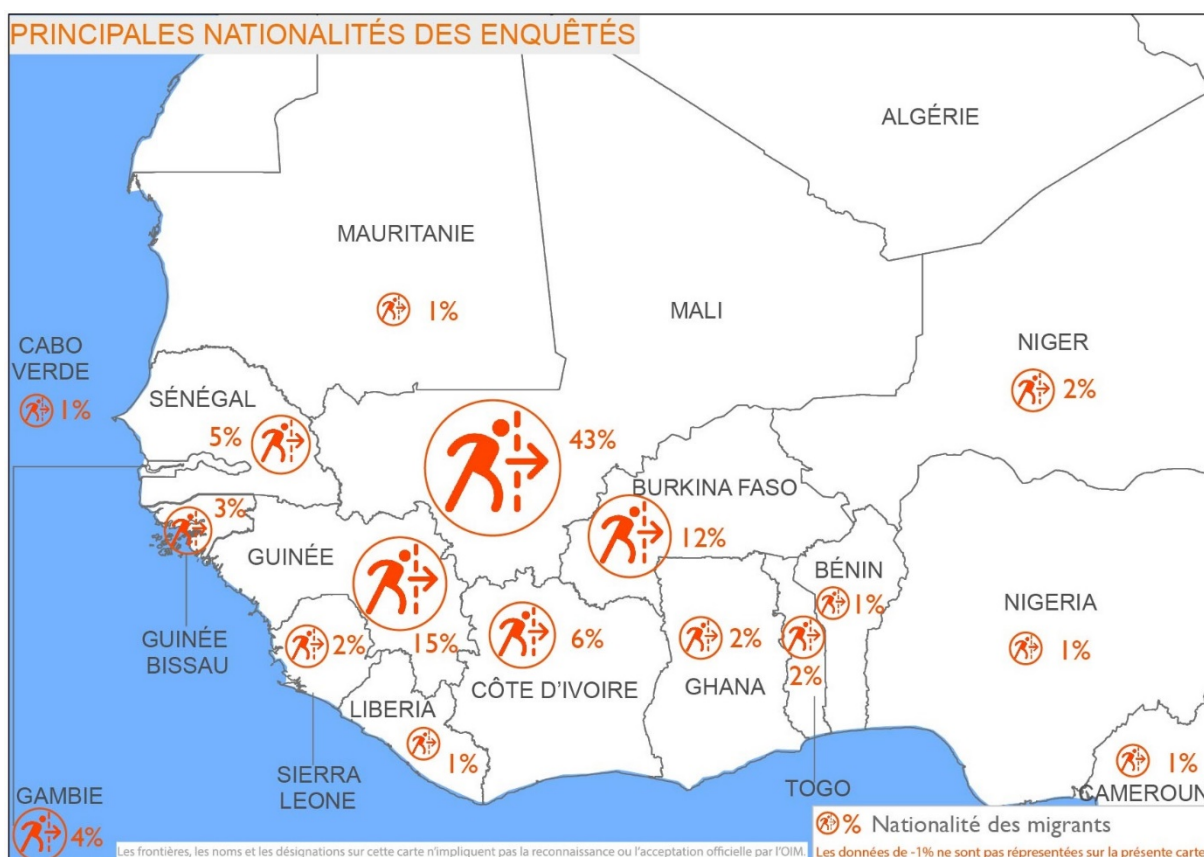 PRINCIPALES NATIONALITÉS DES ENQUÊTÉS
ALGÉRIE
MAURITANIE
1%
MALI
CABO
VERDE
1%
NIGER
2%
SÉNÉGAL
5%
43%
BURKINA FASO
12%
3%
GUINÉE
15%
BÉNIN
1%
NIGERIA
1%
GUINÉE
BISSAU
2%
6%
CÔTE D'IVOIRE
2%
GHANA
2%
LIBERIA
1%
SIERRA
LEONE
TOGO
1%
CAMEROUN
GAMBIE
4%
% Nationalité des migrants
Les frontières, les noms et les désignations sur cette carte n'impliquent pas la reconnaissance ou l'acceptation officielle par l'OIM.
Les données de -1% ne sont pas réprésentées sur la présente carte